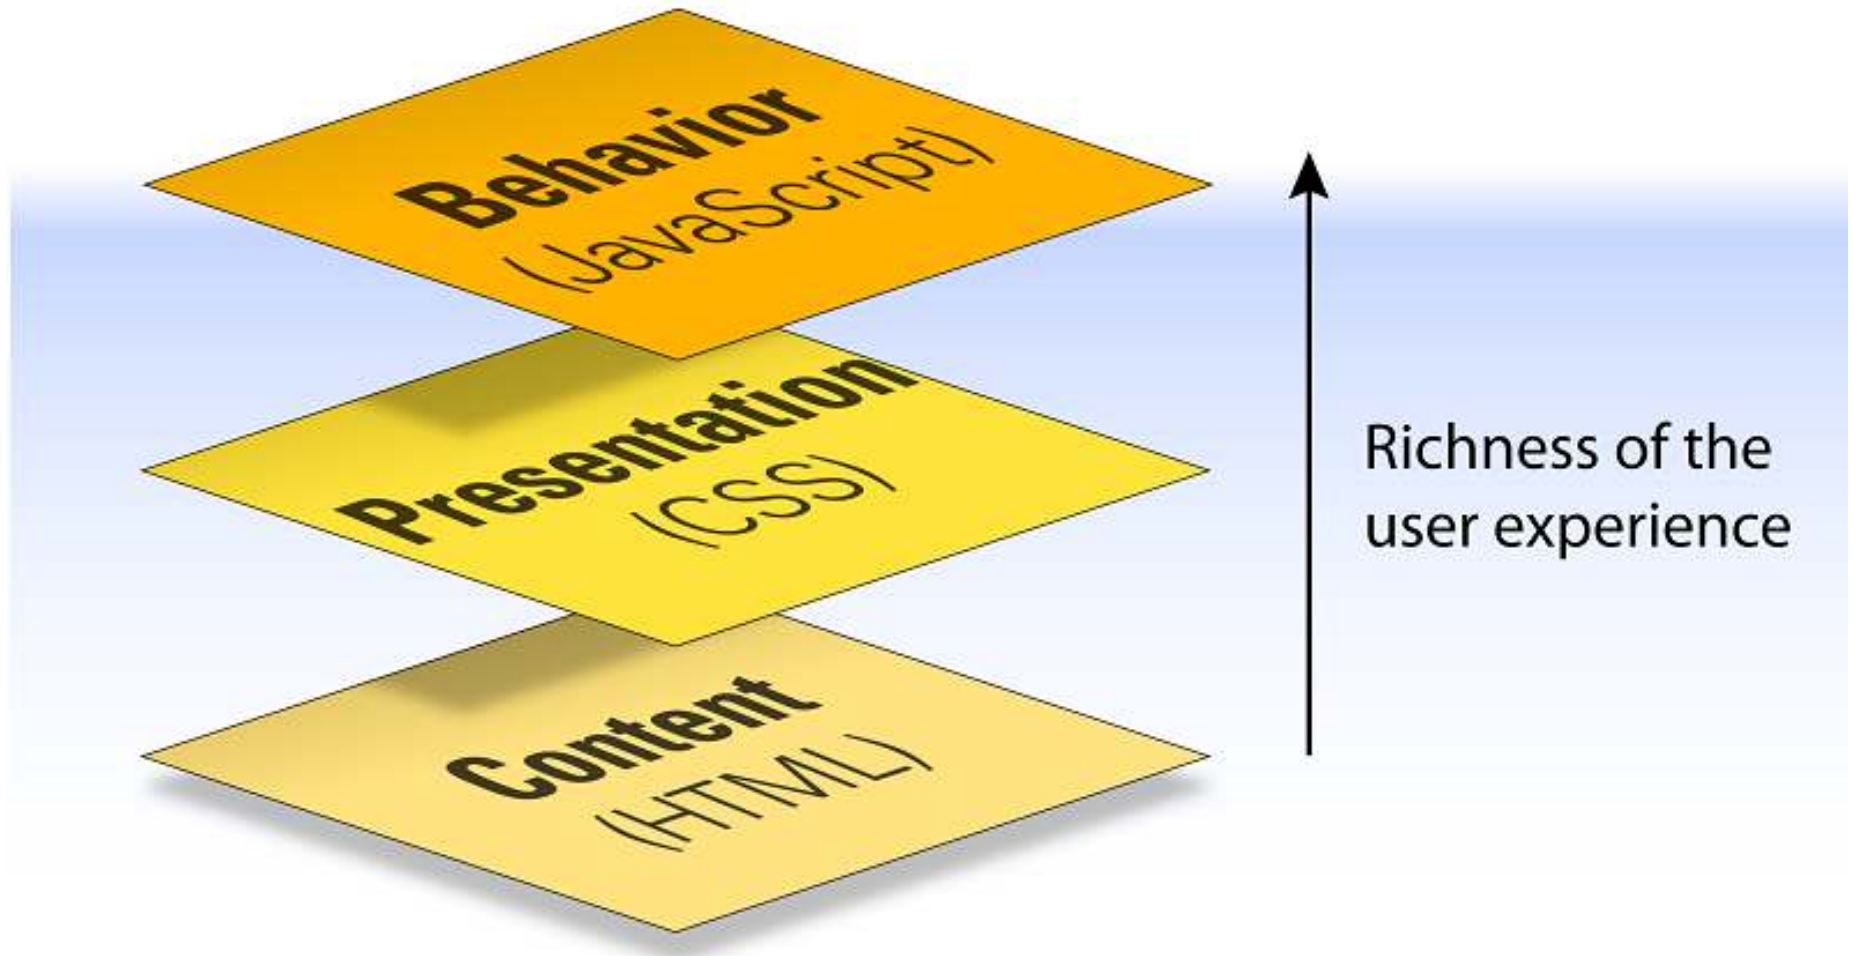 Behavior
(JavaScript)
Presentation
(CSS)
Content
(HTML)
Richness of the
user experience